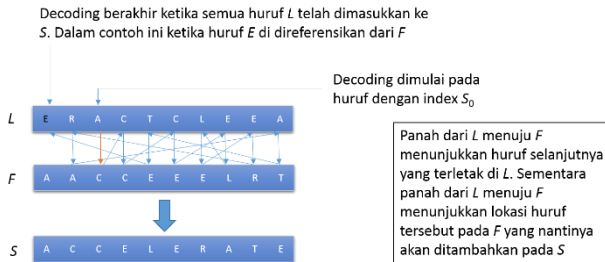 Decoding berakhir ketika semua huruf L telah dimasukkan ke
S. Dalam contoh ini ketika huruf E di direferensikan dari F
Decoding dimulai pada
huruf dengan index S₀
L E R A C T C L E E A
F A A C C E E E L R T
S A C C E L E R A T E
Panah dari L menuju F
menunjukkan huruf selanjutnya
yang terletak di L. Sementara
panah dari L menuju F
menunjukkan lokasi huruf
tersebut pada F yang nantinya
akan ditambahkan pada S